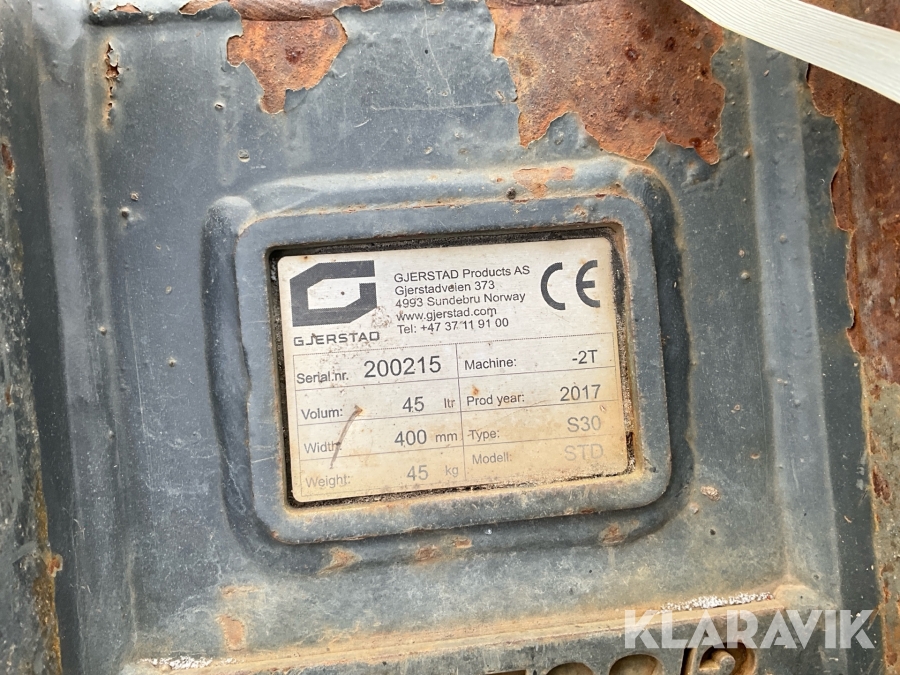 GJERSTAD
GJERSTAD Products AS
Gjerstadveien 373
4993 Sundebru Norway
www.gjerstad.com
Tel: +47 37 11 91 00
CE
Serial.nr. 200215 Machine: -2T
Volum: 45 ltr Prod year: 2017
Width: 400 mm Type: S30
Weight: 45 kg Modell: STD
KLARAVIK